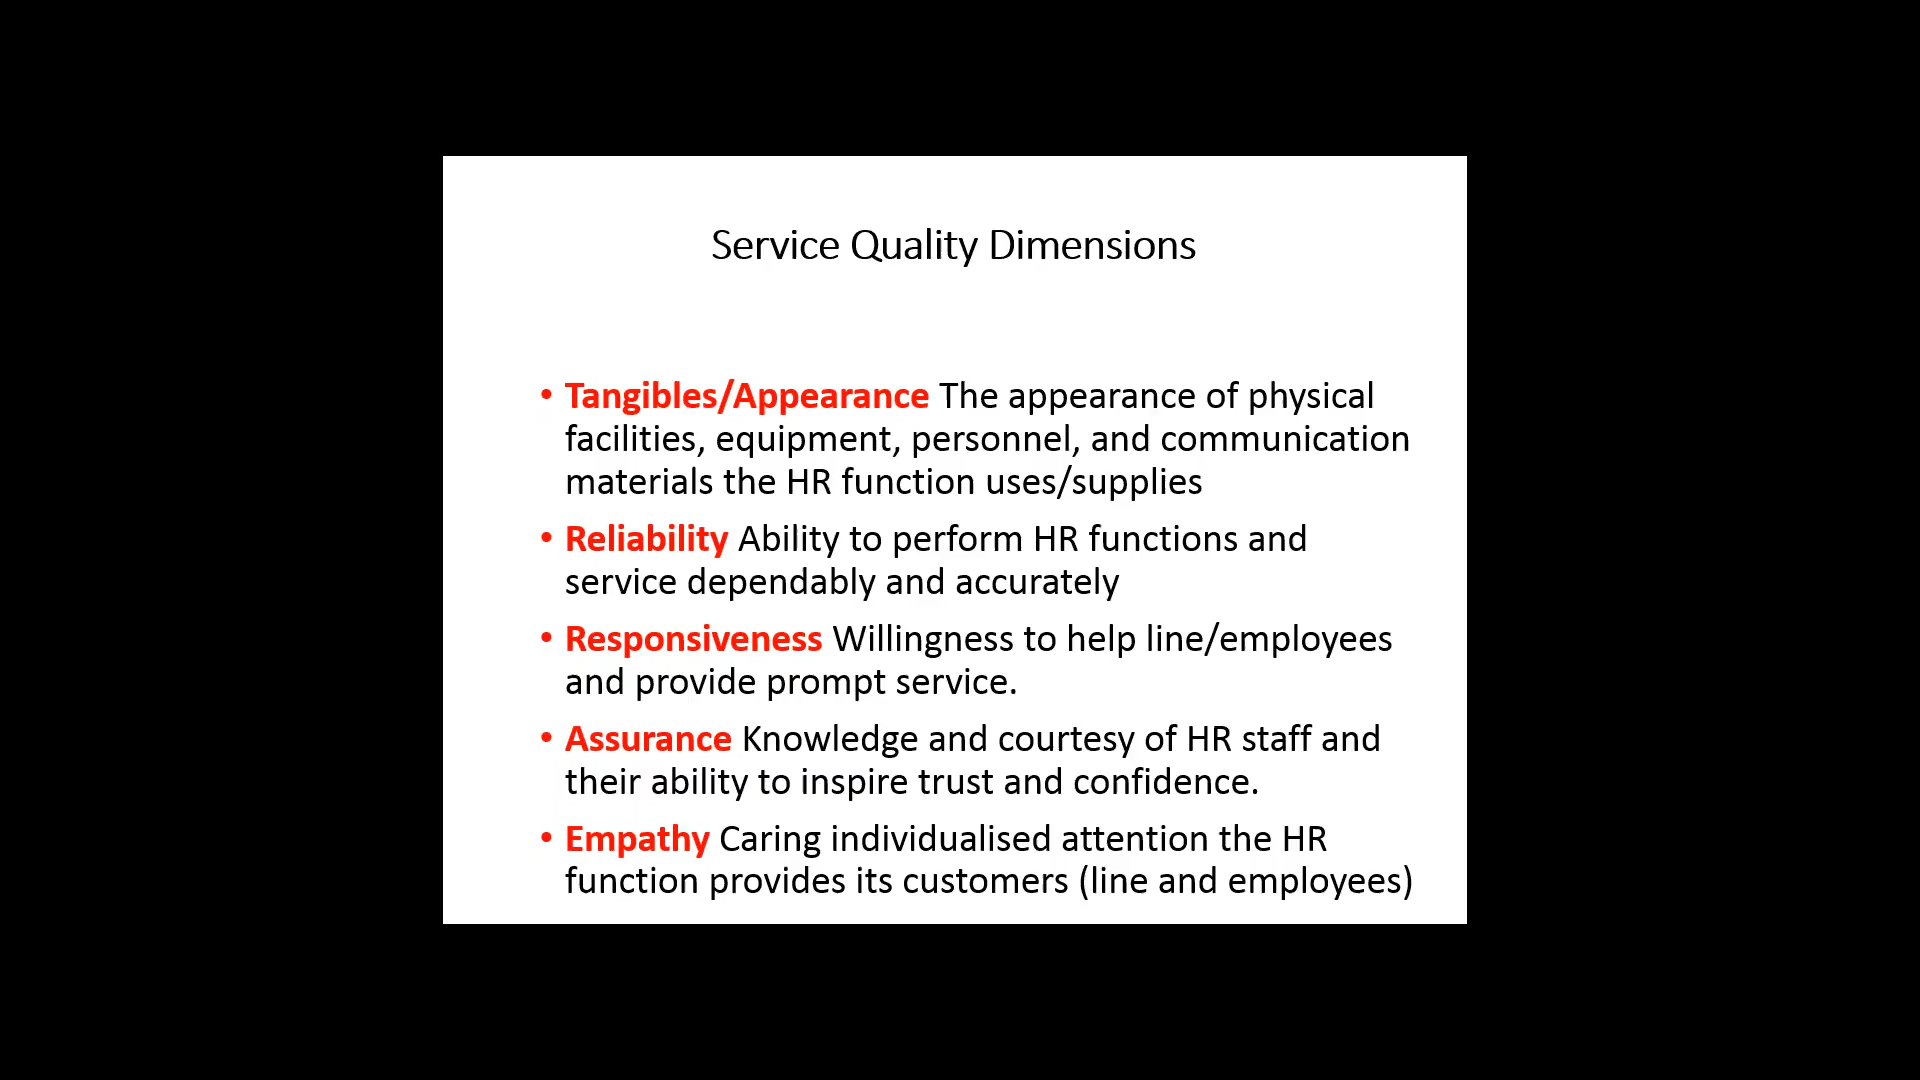 Service Quality Dimensions
• Tangibles/Appearance The appearance of physical
facilities, equipment, personnel, and communication
materials the HR function uses/supplies
• Reliability Ability to perform HR functions and
service dependably and accurately
• Responsiveness Willingness to help line/employees
and provide prompt service.
• Assurance Knowledge and courtesy of HR staff and
their ability to inspire trust and confidence.
• Empathy Caring individualised attention the HR
function provides its customers (line and employees)